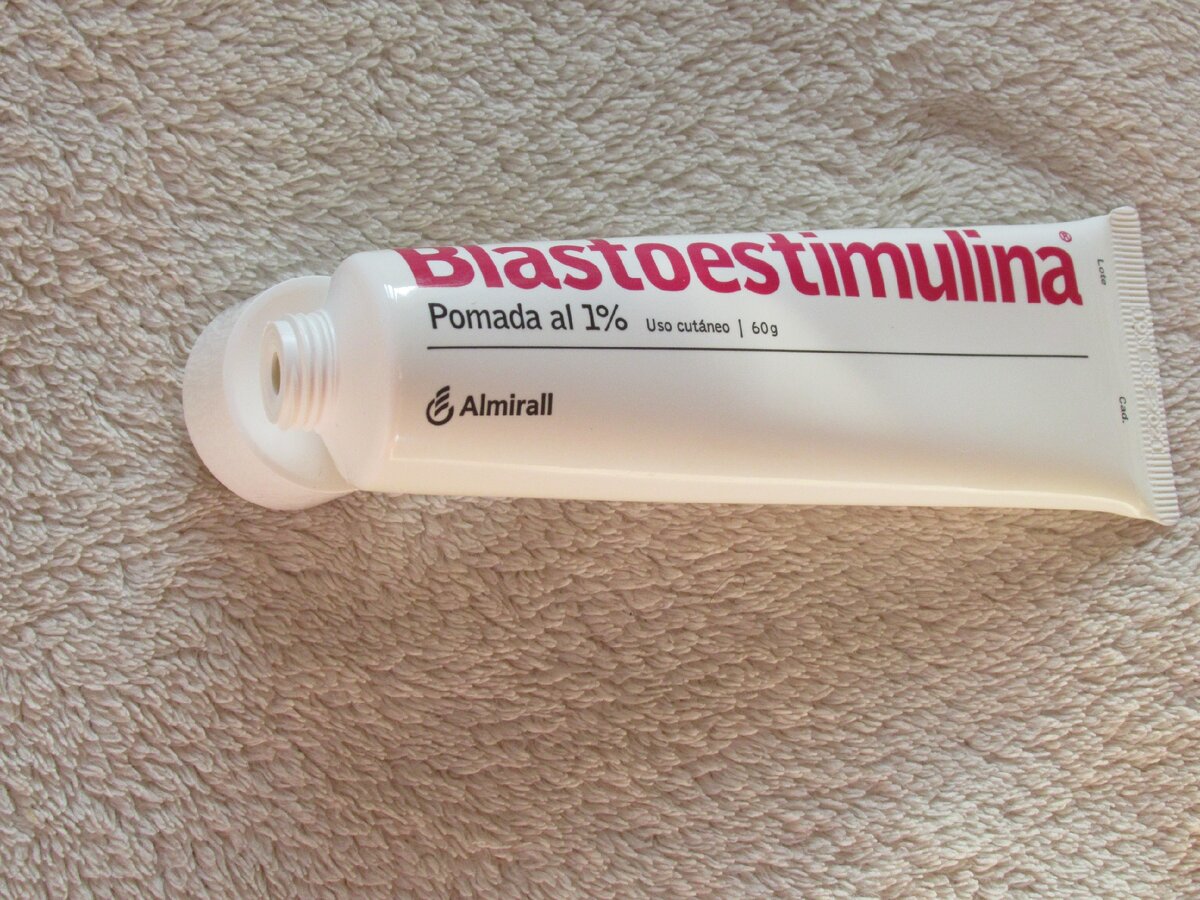 Blastoestimulina®
Pomada al 1% Uso cutáneo | 60g
Almirall
Lote
Cad.